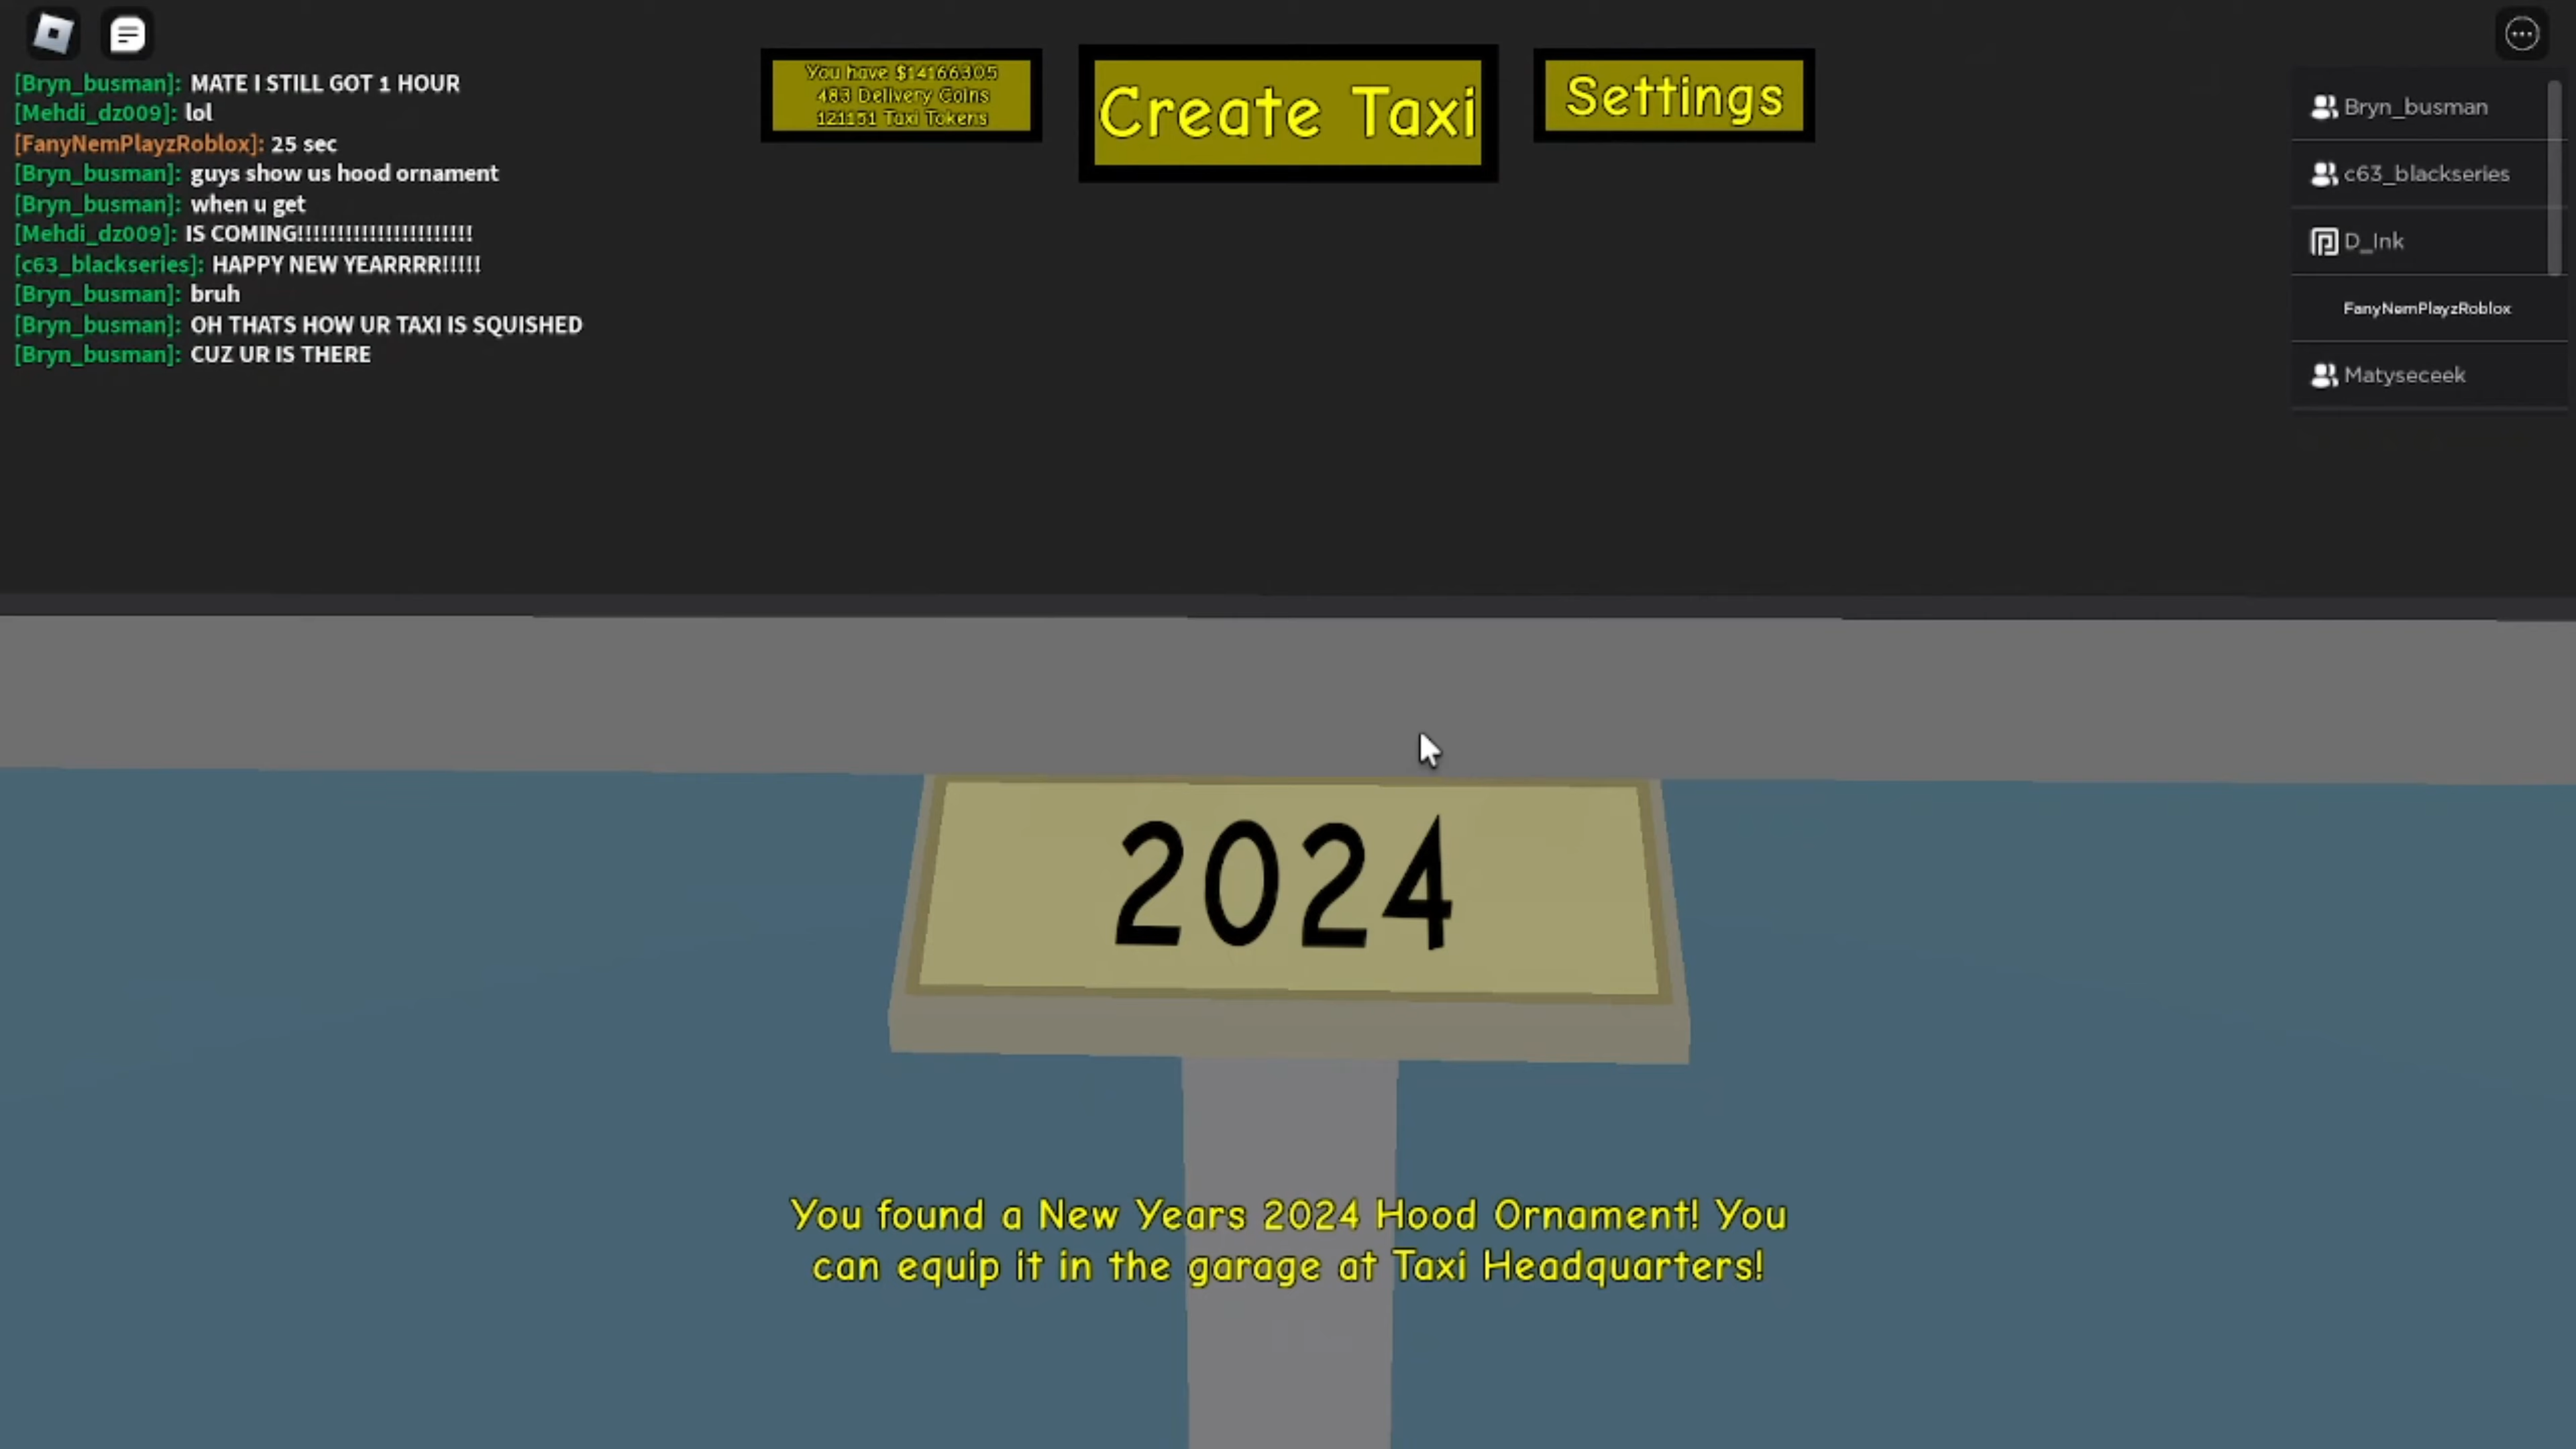 [Bryn_busman]: MATE I STILL GOT 1 HOUR
[Mehdi_dz009]: lol
[FanyNemPlayzRoblox]: 25 sec
[Bryn_busman]: guys show us hood ornament
[Bryn_busman]: when u get
[Mehdi_dz009]: IS COMING!!!!!!!!!!!!!!!!!!!!!!
[c63_blackseries]: HAPPY NEW YEARRRR!!!!!
[Bryn_busman]: bruh
[Bryn_busman]: OH THATS HOW UR TAXI IS SQUISHED
[Bryn_busman]: CUZ UR IS THERE
You have $14166305
483 Delivery Coins
121151 Taxi Tokens
Create Taxi
Settings
Bryn_busman
c63_blackseries
D_Ink
FanyNemPlayzRoblox
Matyseceek
2024
You found a New Years 2024 Hood Ornament! You
can equip it in the garage at Taxi Headquarters!